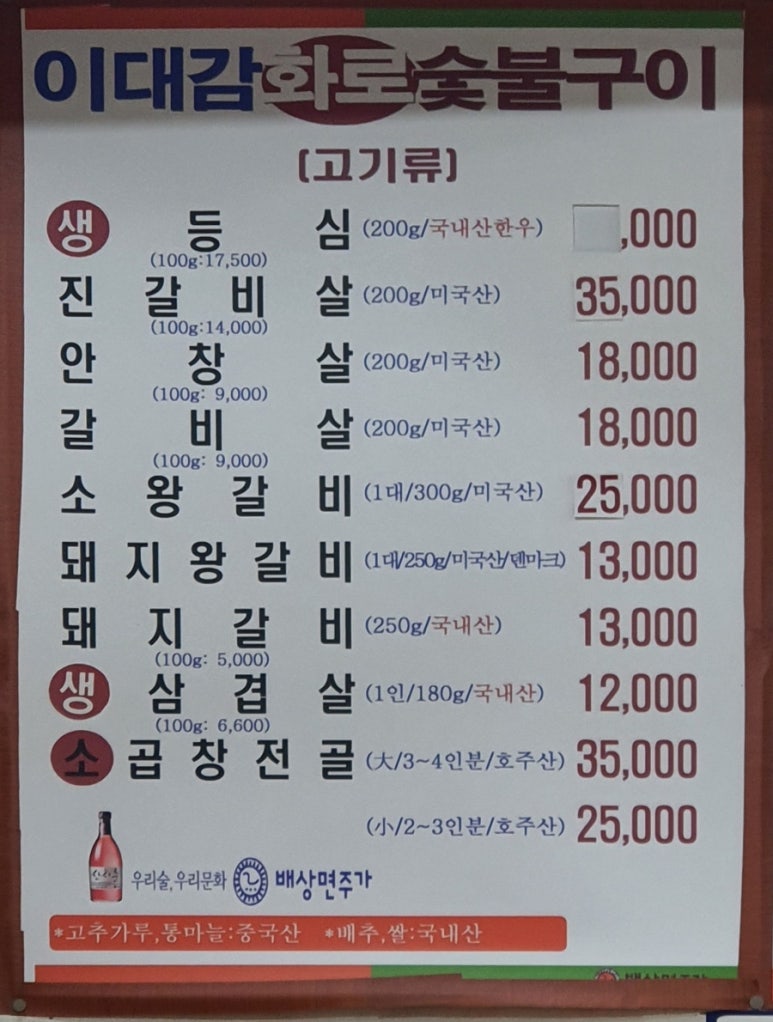 이대감화로숯불구이
(고기류)
생등심(200g/국내산한우) ,000
(100g:17,500)
진갈비살(200g/미국산) 35,000
(100g:14,000)
안창살(200g/미국산) 18,000
(100g: 9,000)
갈비살(200g/미국산) 18,000
(100g: 9,000)
소왕갈비(1대/300g/미국산) 25,000
돼지왕갈비(1대/250g/미국산/덴마크) 13,000
돼지갈비(250g/국내산) 13,000
(100g: 5,000)
생삼겹살(1인/180g/국내산) 12,000
(100g: 6,600)
소곱창전골(大/3~4인분/호주산) 35,000
(小/2~3인분/호주산) 25,000
우리술,우리문화 배상면주가
*고추가루,통마늘:중국산 *배추,쌀:국내산
배상면주가